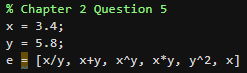 % Chapter 2 Question 5
x = 3.4;
y = 5.8;
e = [x/y, x+y, x^y, x*y, y^2, x]